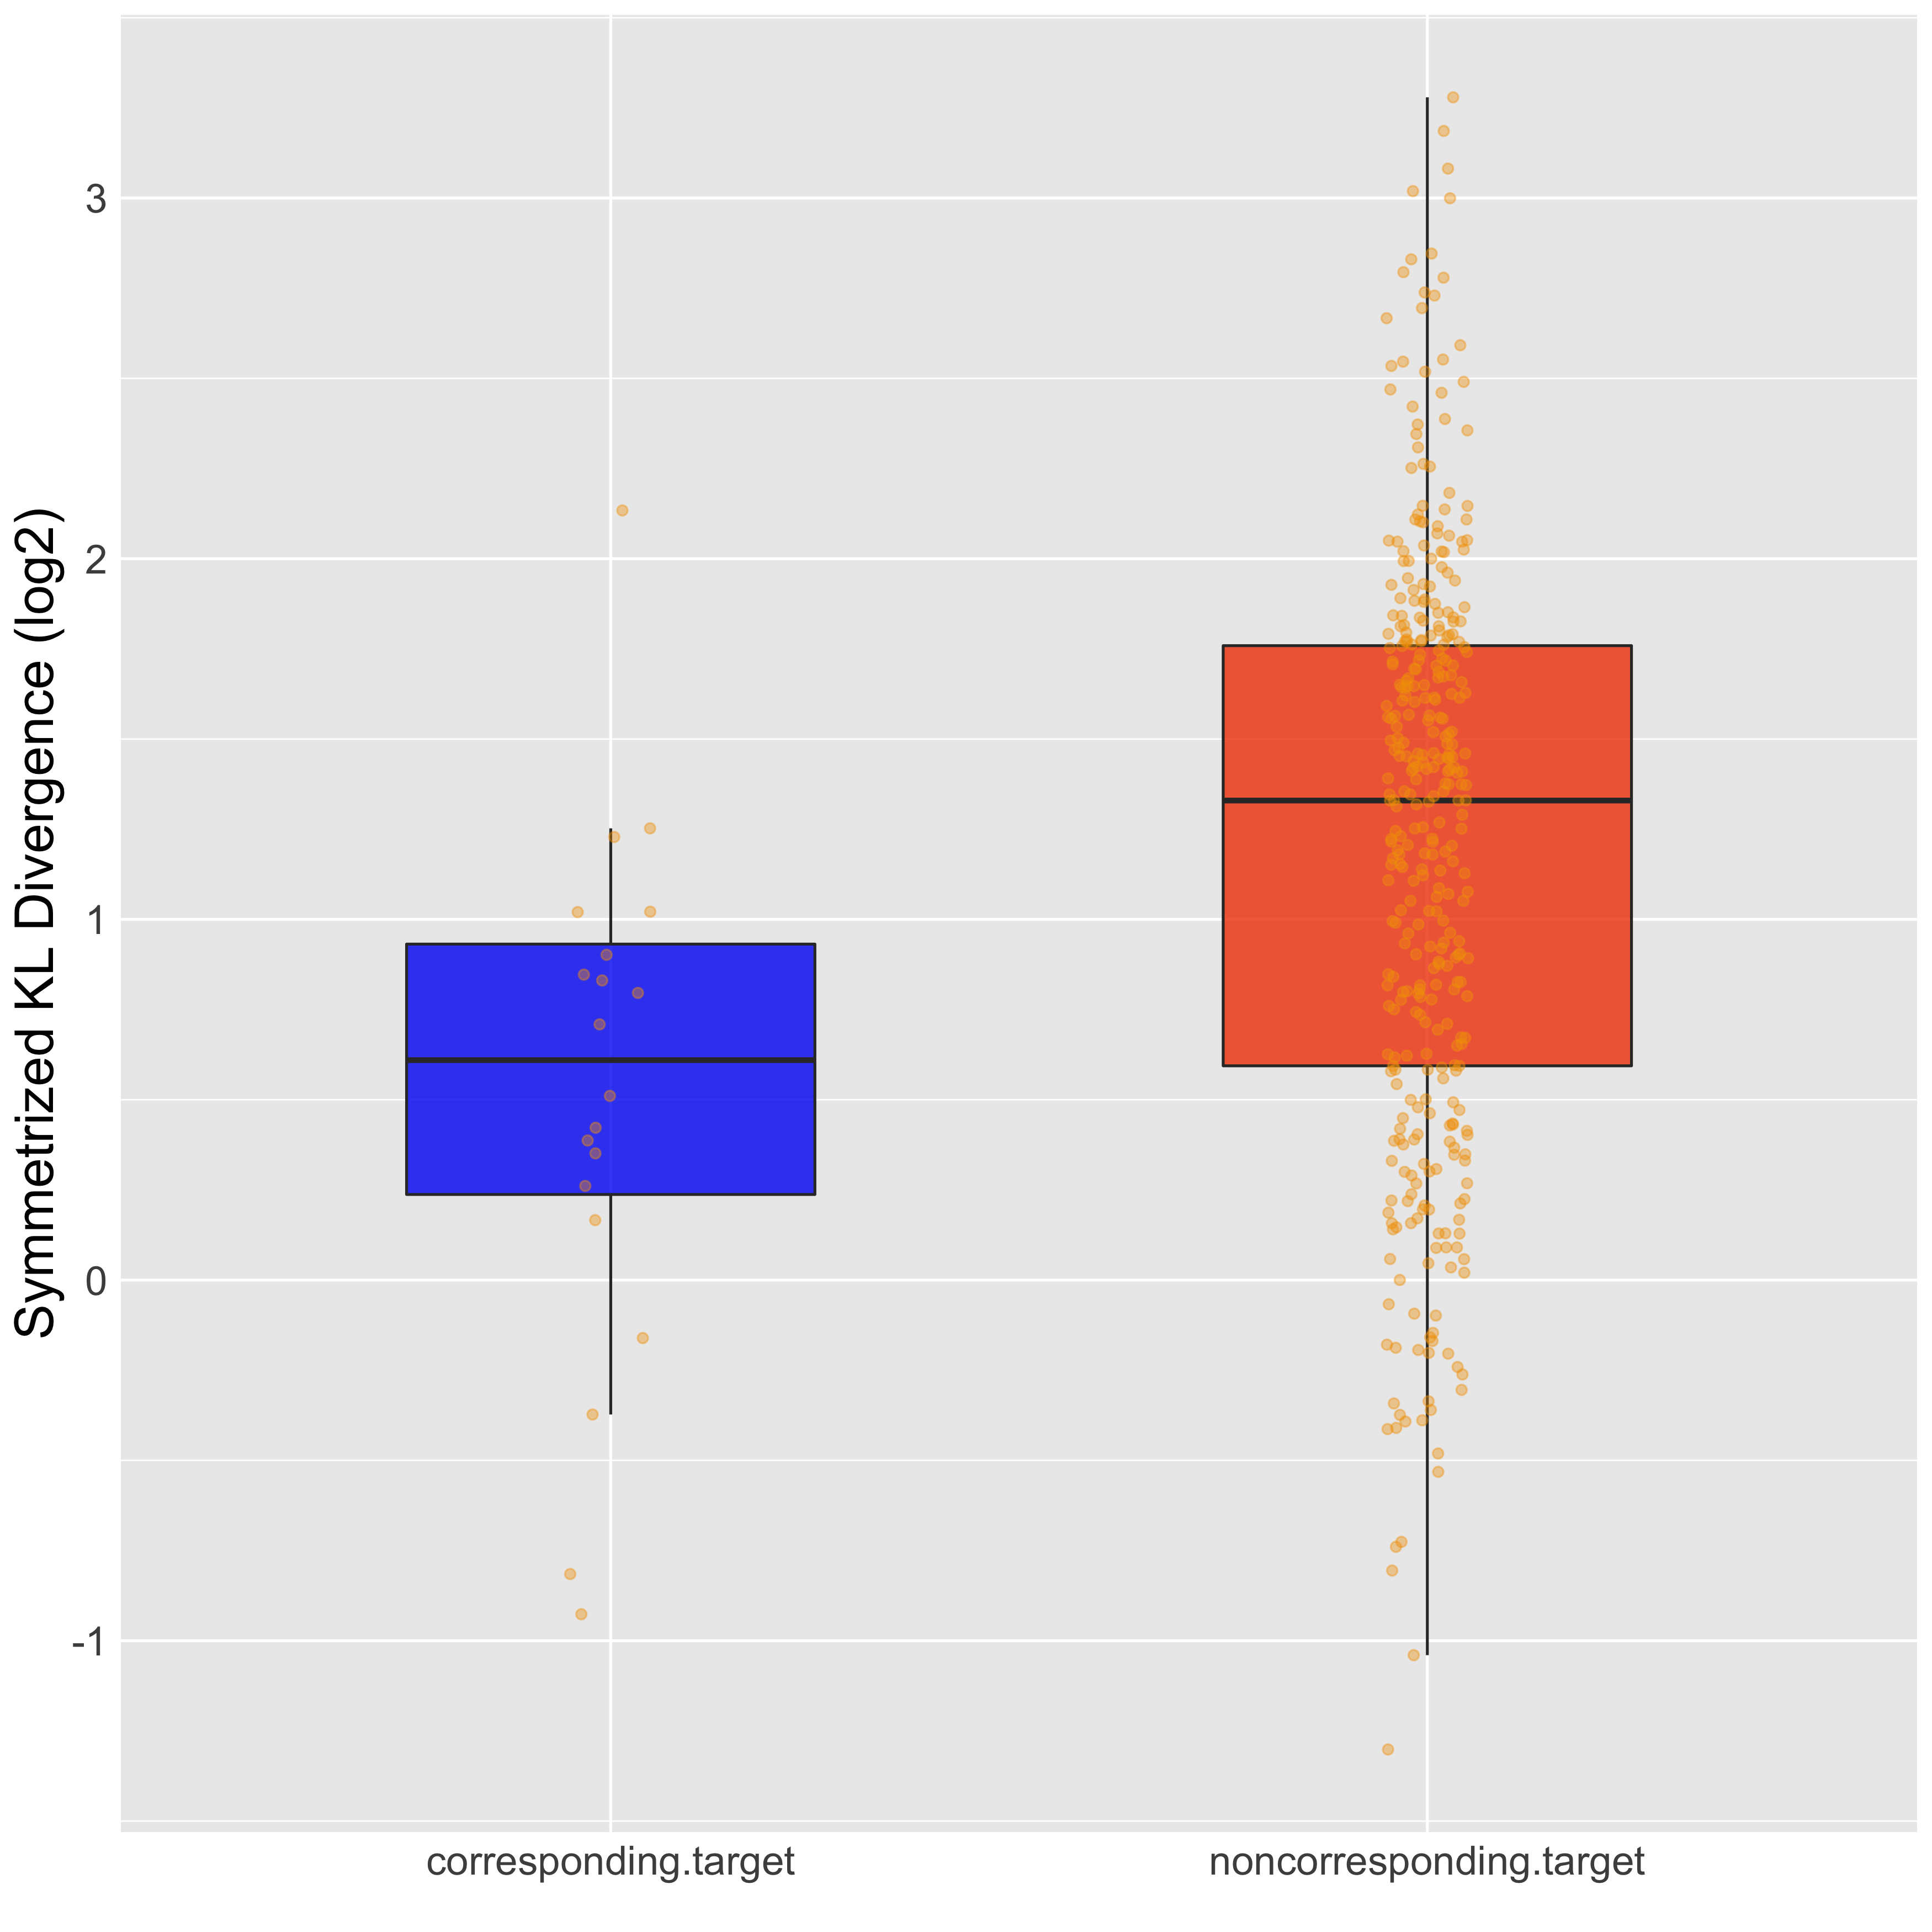 Symmetrized KL Divergence (log2)
3
2
1
0
-1
corresponding.target
noncorresponding.target